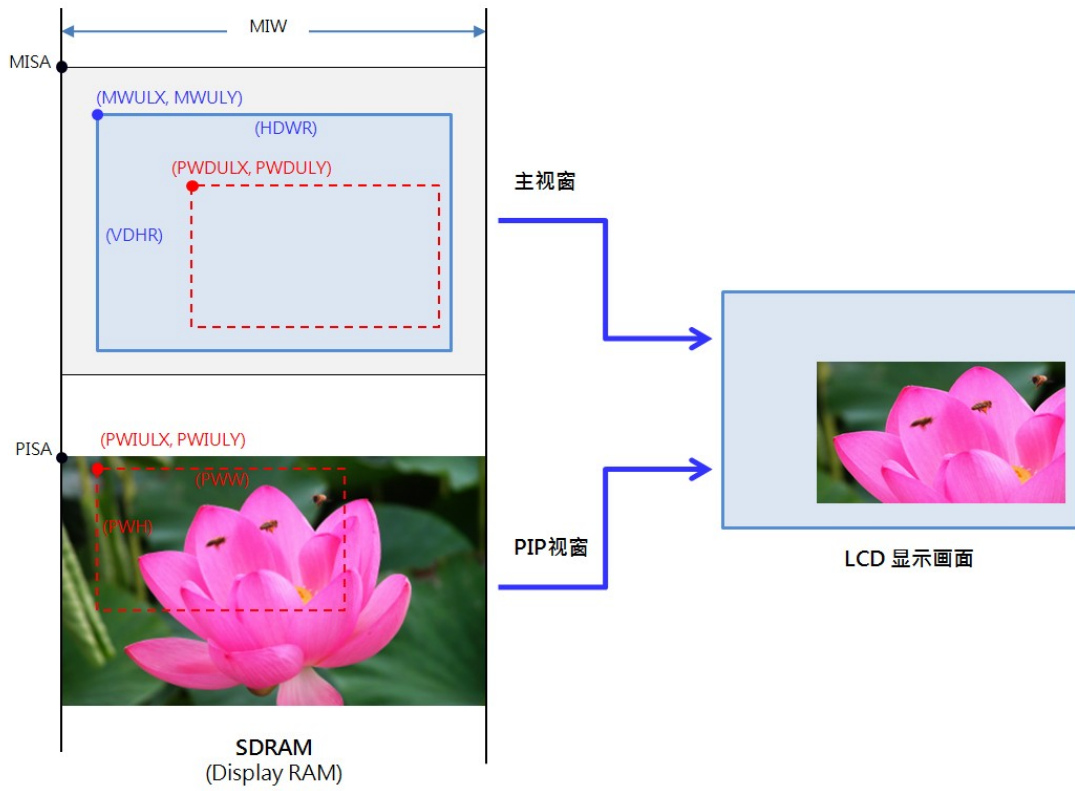 MIW
MISA
(MWULX, MWULY)
(HDWR)
(PWDULX, PWDULY)
(VDHR)
主视窗
PISA
(PWIULX, PWIULY)
(PWW)
(PWH)
PIP视窗
LCD 显示画面
SDRAM
(Display RAM)